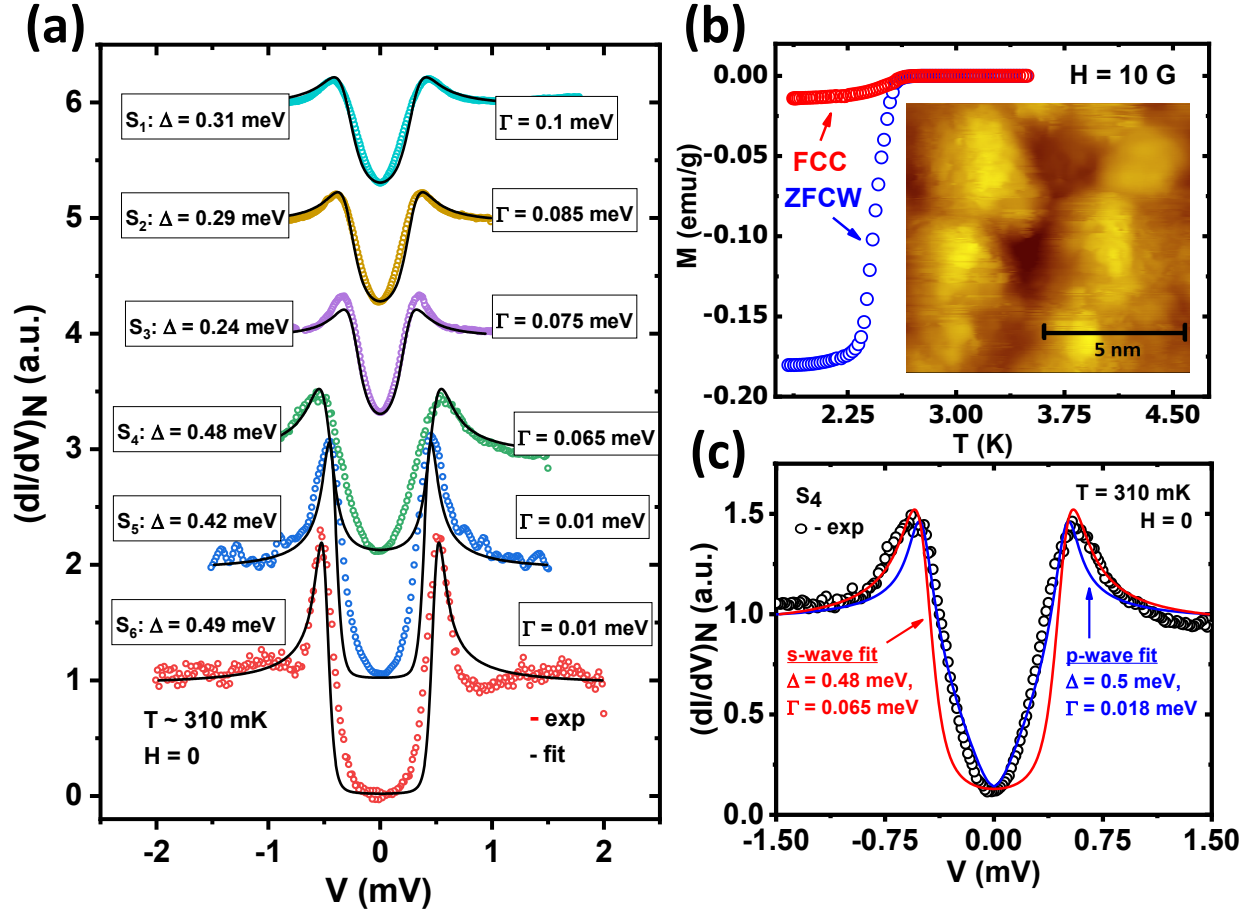 (a)
(dI/dV)N (a.u.)
6
5
4
3
2
1
0
S₁: Δ = 0.31 meV
Γ = 0.1 meV
S₂: Δ = 0.29 meV
Γ = 0.085 meV
S₃: Δ = 0.24 meV
Γ = 0.075 meV
S₄: Δ = 0.48 meV
Γ = 0.065 meV
S₅: Δ = 0.42 meV
Γ = 0.01 meV
S₆: Δ = 0.49 meV
Γ = 0.01 meV
T ~ 310 mK
H = 0
- exp
- fit
-2 -1 0 1 2
V (mV)
(b)
M (emu/g)
0.00
-0.05
-0.10
-0.15
-0.20
H = 10 G
FCC
ZFCW
5 nm
2.25 3.00 3.75 4.50
T (K)
(c)
(dI/dV)N (a.u.)
1.5
1.0
0.5
0.0
S₄
- exp
T = 310 mK
H = 0
s-wave fit
Δ = 0.48 meV,
Γ = 0.065 meV
p-wave fit
Δ = 0.5 meV,
Γ = 0.018 meV
-1.50 -0.75 0.00 0.75 1.50
V (mV)